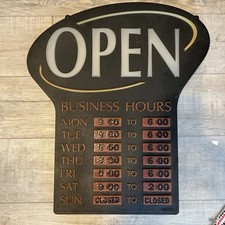 OPEN
BUSINESS HOURS
MON TO 6:00
TUE TO 6:00
WED TO 6:00
THU TO 6:00
FRI TO 6:00
SAT TO 2:00
SUN CLOSED TO CLOSED